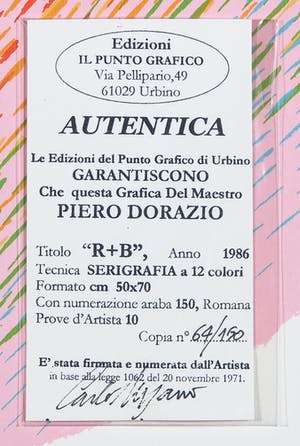 Edizioni
IL PUNTO GRAFICO
Via Pellipario,49
61029 Urbino
AUTENTICA
Le Edizioni del Punto Grafico di Urbino
GARANTISCONO
Che questa Grafica Del Maestro
PIERO DORAZIO
Titolo “R+B”, Anno 1986
Tecnica SERIGRAFIA a 12 colori
Formato cm 50x70
Con numerazione araba 150, Romana
Prove d'Artista 10
Copia n° 64/150
E' stata firmata e numerata dall'Artista
in base alla legge 1062 del 20 novembre 1971.
Carlo